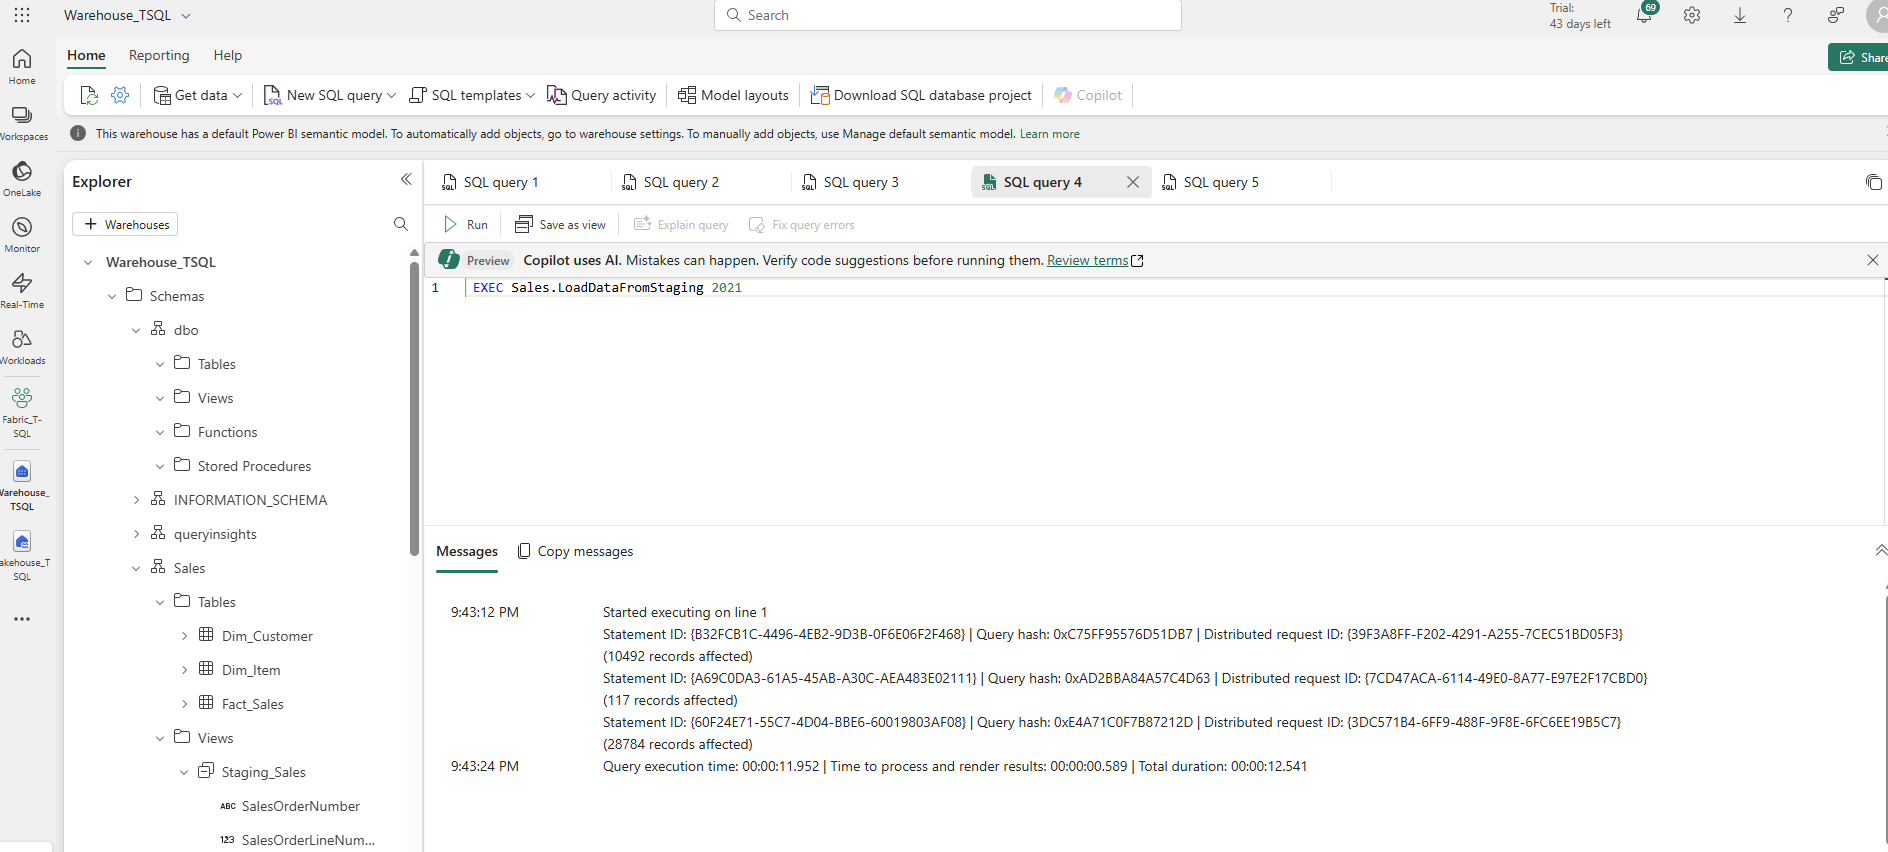 Warehouse_TSQL
Search
Trial:
43 days left
69
?
Home Reporting Help
Share
Get data New SQL query SQL templates Query activity Model layouts Download SQL database project Copilot
This warehouse has a default Power BI semantic model. To automatically add objects, go to warehouse settings. To manually add objects, use Manage default semantic model. Learn more
Home
Workspaces
OneLake
Monitor
Real-Time
Workloads
Fabric_T-
SQL
Warehouse_
TSQL
akehouse_T
SQL
Explorer
Warehouses
Warehouse_TSQL
Schemas
dbo
Tables
Views
Functions
Stored Procedures
INFORMATION_SCHEMA
queryinsights
Sales
Tables
Dim_Customer
Dim_Item
Fact_Sales
Views
Staging_Sales
ABC SalesOrderNumber
123 SalesOrderLineNum...
SQL query 1 SQL query 2 SQL query 3 SQL query 4 SQL query 5
Run Save as view Explain query Fix query errors
Preview Copilot uses AI. Mistakes can happen. Verify code suggestions before running them. Review terms
1 EXEC Sales.LoadDataFromStaging 2021
Messages Copy messages
9:43:12 PM Started executing on line 1
Statement ID: {B32FCB1C-4496-4EB2-9D3B-0F6E06F2F468} | Query hash: 0xC75FF95576D51DB7 | Distributed request ID: {39F3A8FF-F202-4291-A255-7CEC51BD05F3}
(10492 records affected)
Statement ID: {A69C0DA3-61A5-45AB-A30C-AEA483E02111} | Query hash: 0xAD2BBA84A57C4D63 | Distributed request ID: {7CD47ACA-6114-49E0-8A77-E97E2F17CBD0}
(117 records affected)
Statement ID: {60F24E71-55C7-4D04-BBE6-60019803AF08} | Query hash: 0xE4A71C0F7B87212D | Distributed request ID: {3DC571B4-6FF9-488F-9F8E-6FC6EE19B5C7}
(28784 records affected)
9:43:24 PM Query execution time: 00:00:11.952 | Time to process and render results: 00:00:00.589 | Total duration: 00:00:12.541